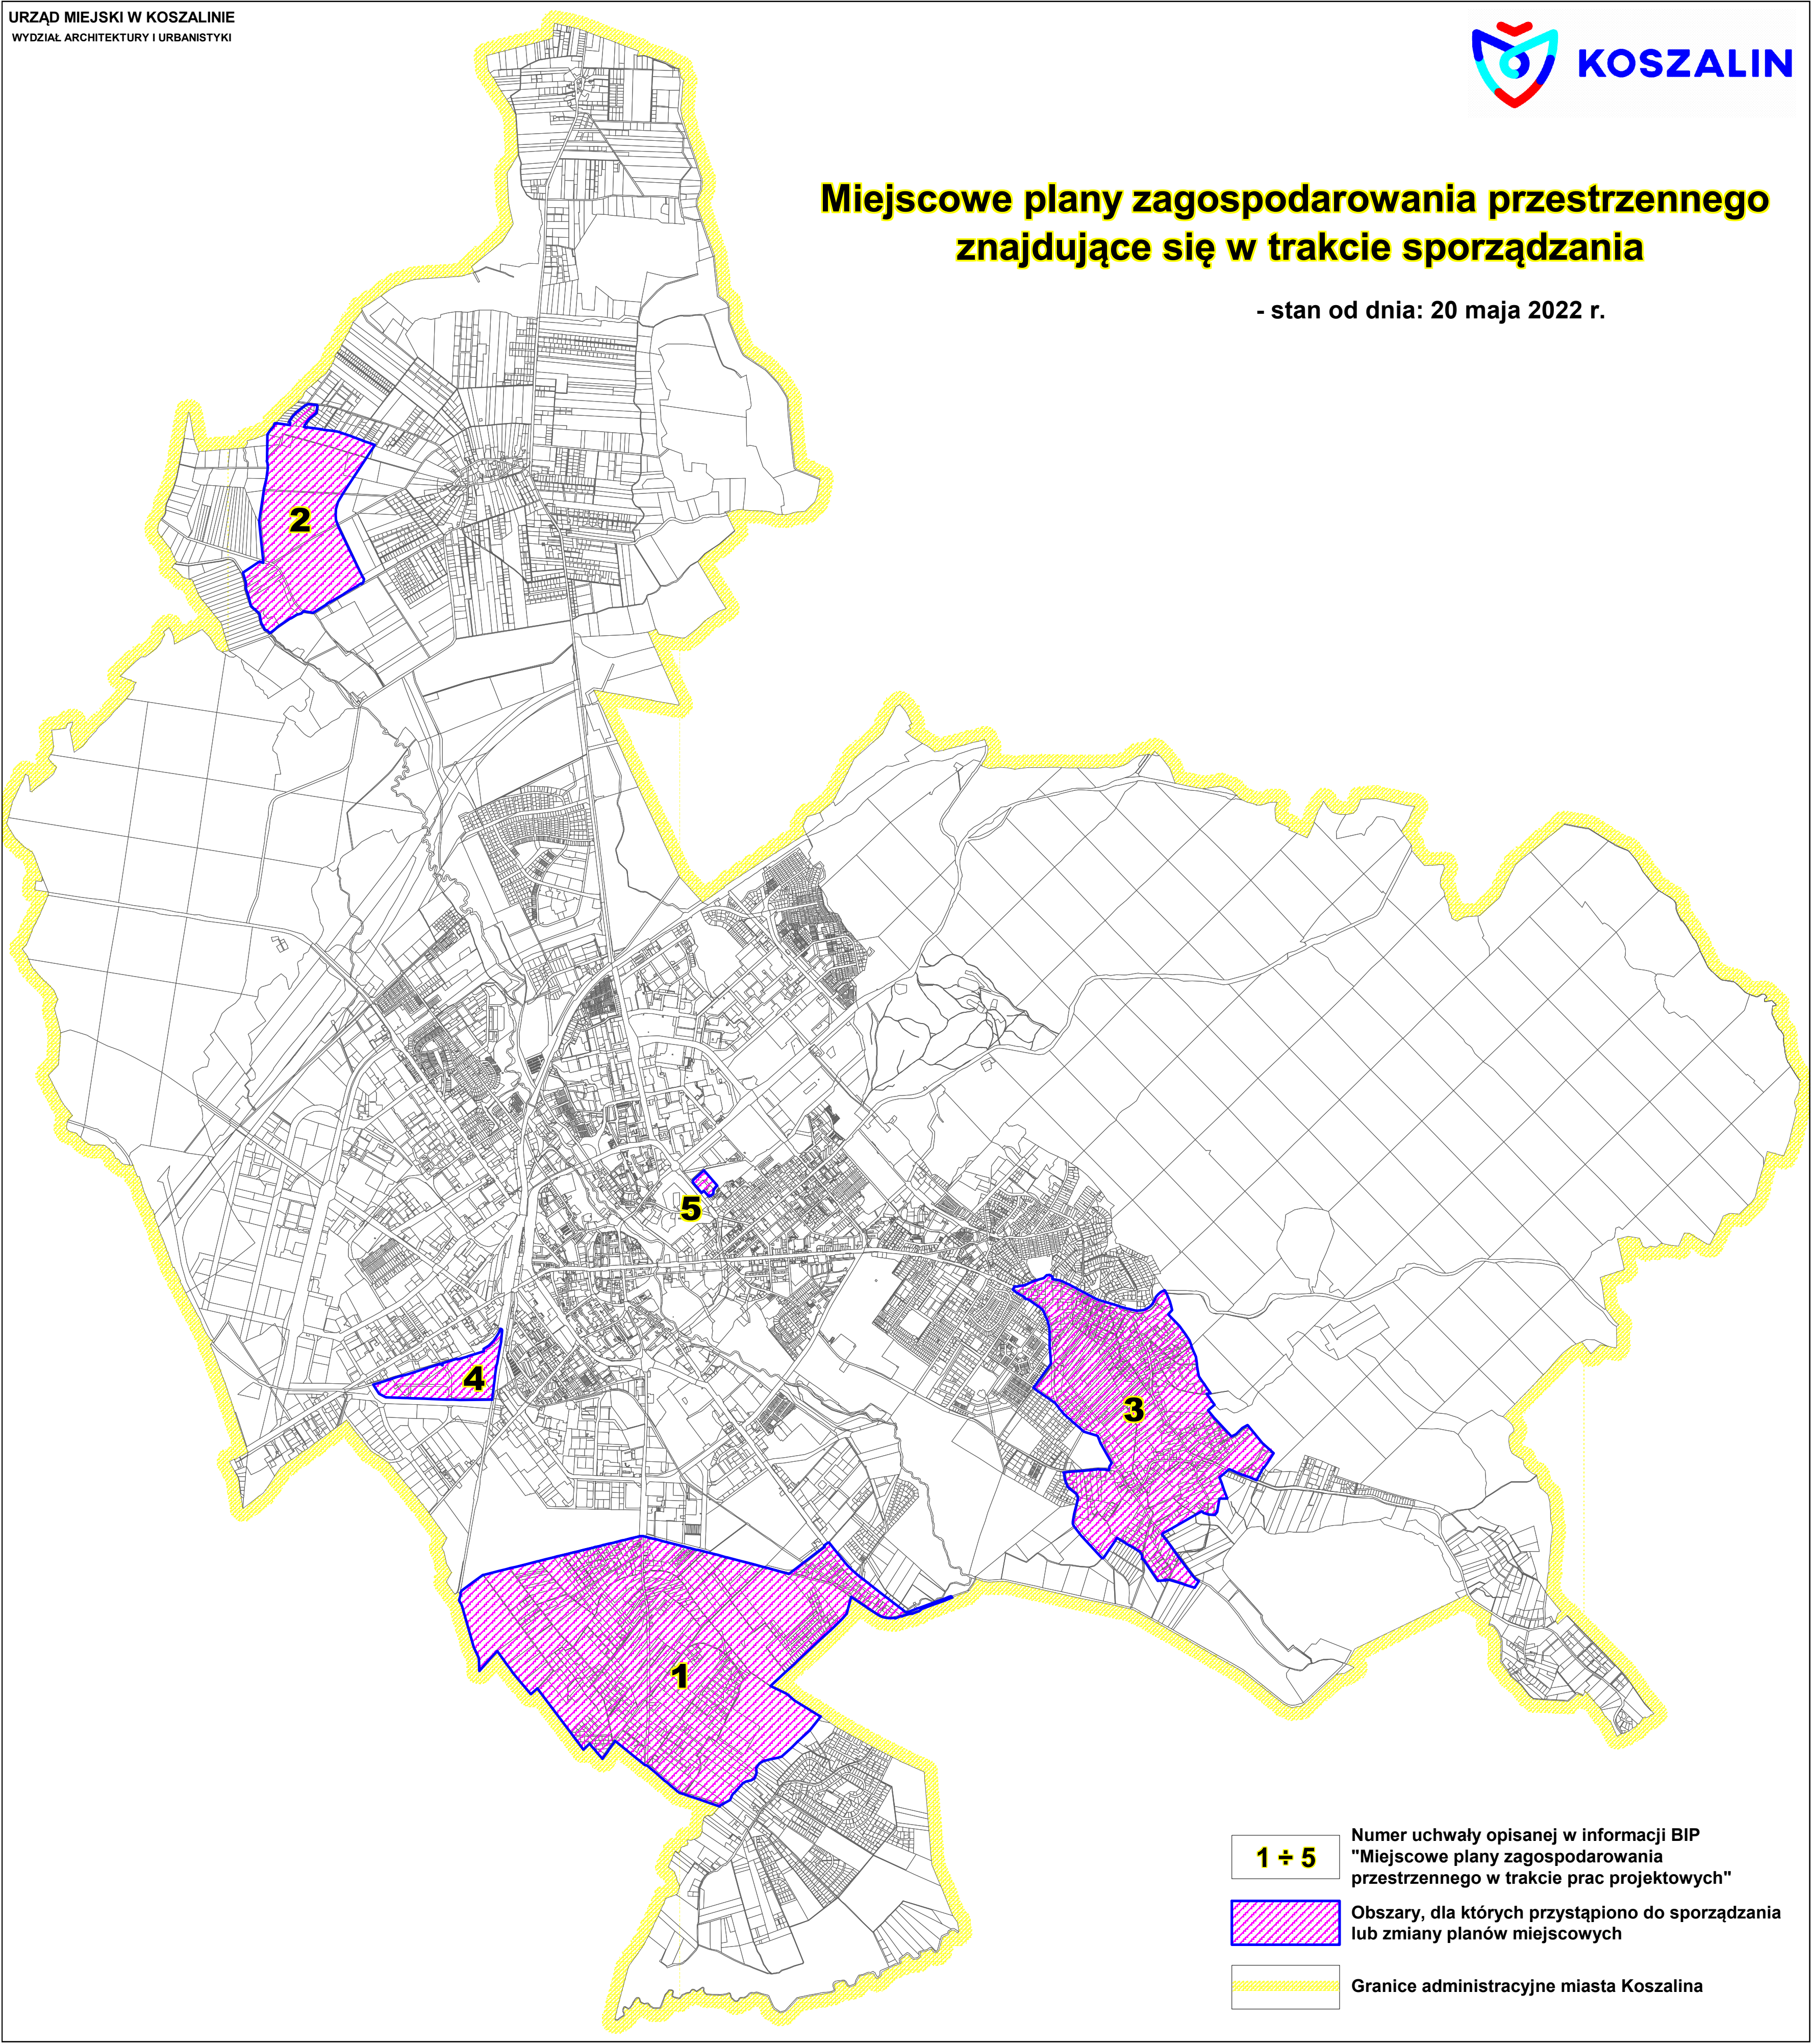 URZĄD MIEJSKI W KOSZALINIE
WYDZIAŁ ARCHITEKTURY I URBANISTYKI
KOSZALIN
Miejscowe plany zagospodarowania przestrzennego
znajdujące się w trakcie sporządzania
- stan od dnia: 20 maja 2022 r.
2
5
4
3
1
1 ÷ 5
Numer uchwały opisanej w informacji BIP
"Miejscowe plany zagospodarowania
przestrzennego w trakcie prac projektowych"
Obszary, dla których przystąpiono do sporządzania
lub zmiany planów miejscowych
Granice administracyjne miasta Koszalina